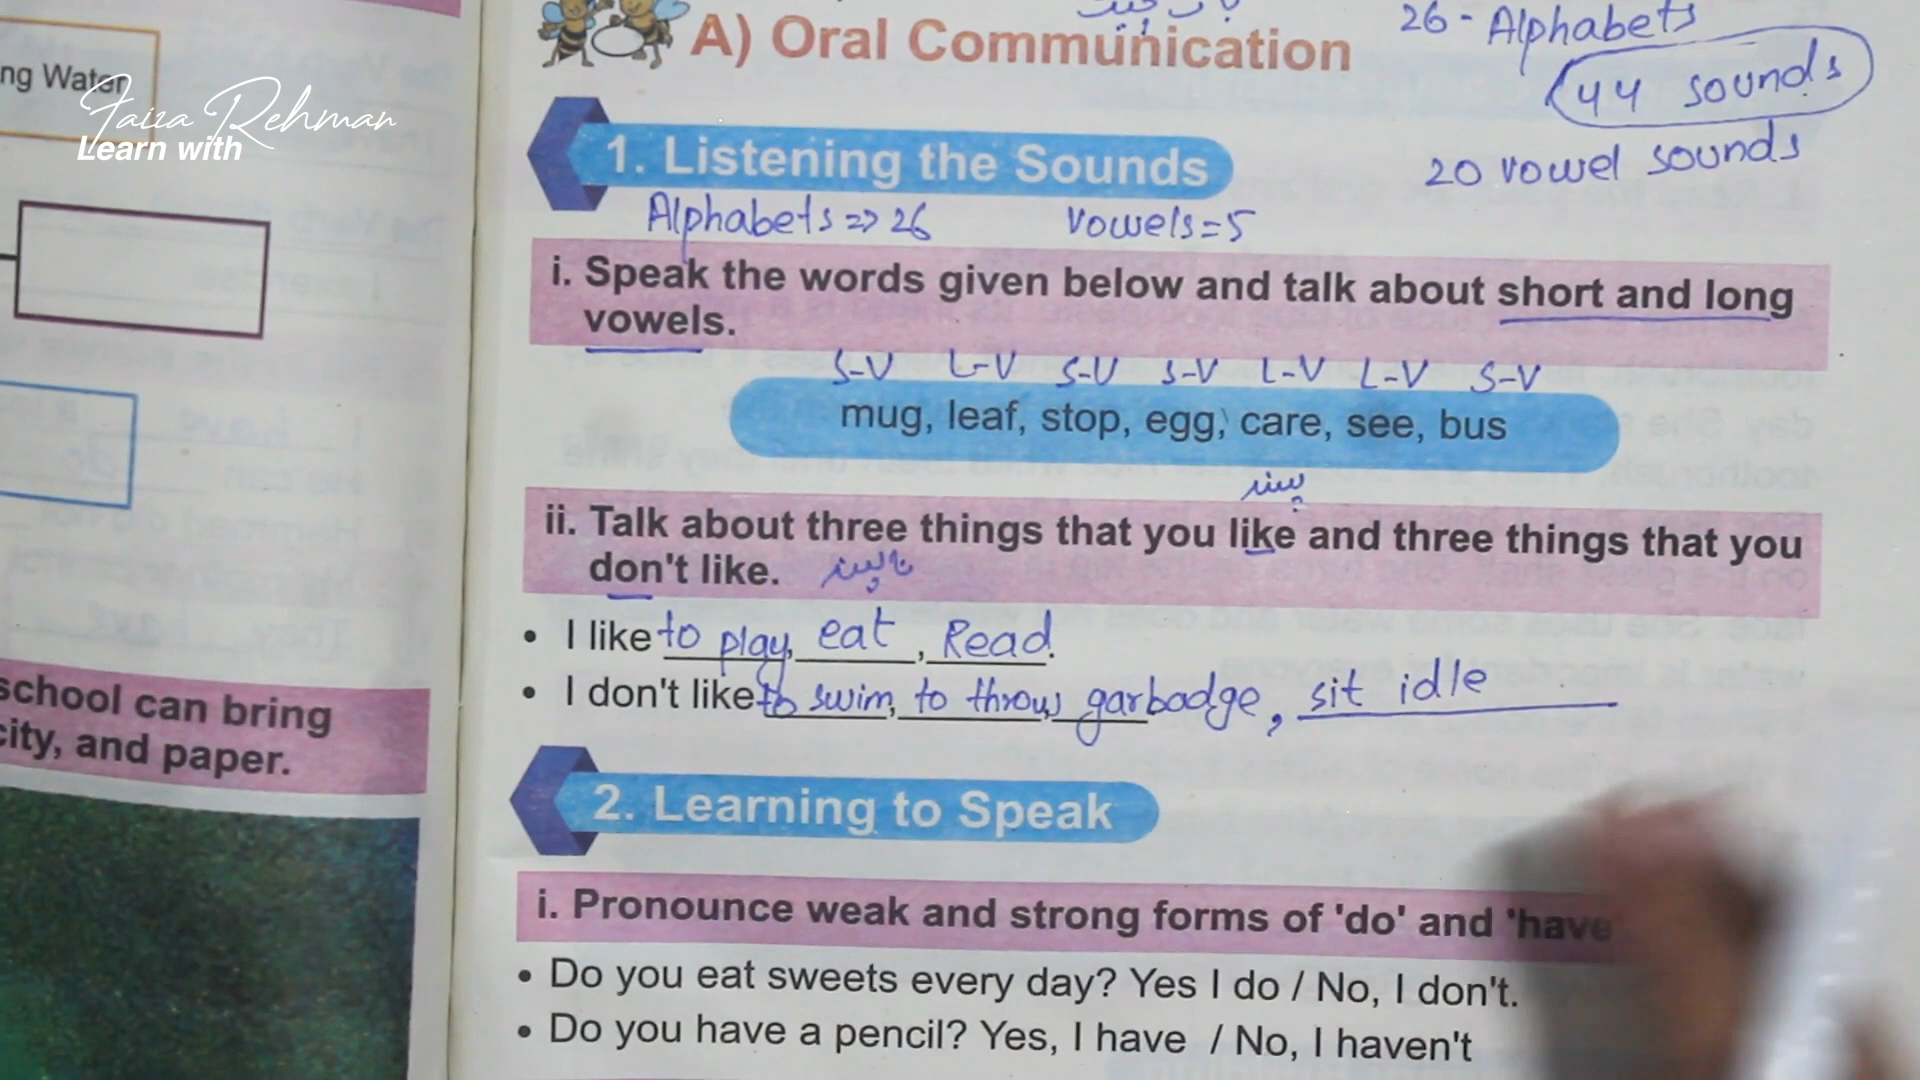 ng Water
Faiza Rehman
Learn with
school can bring
city, and paper.
26 - Alphabets
A) Oral Communication
44 sounds
20 vowel sounds
1. Listening the Sounds
Alphabets => 26 Vowels = 5
i. Speak the words given below and talk about short and long
vowels.
S-V L-V S-V S-V L-V L-V S-V
mug, leaf, stop, egg, care, see, bus
پسند
ii. Talk about three things that you like and three things that you
don't like. ناپسند
• I like to play, eat, Read.
• I don't like to swim, to throw garbadge, sit idle
2. Learning to Speak
i. Pronounce weak and strong forms of 'do' and 'have
• Do you eat sweets every day? Yes I do / No, I don't.
• Do you have a pencil? Yes, I have / No, I haven't